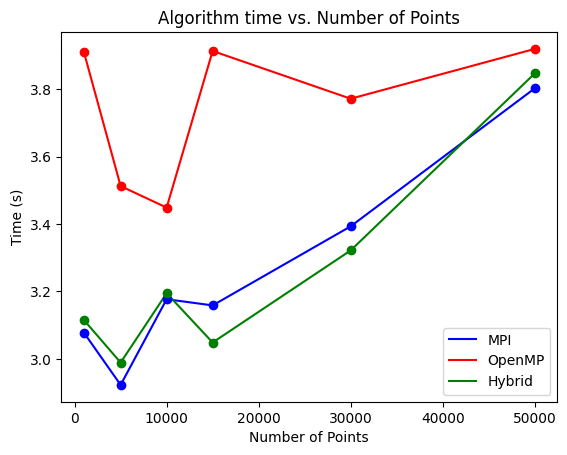 Algorithm time vs. Number of Points
Time (s)
3.8
3.6
3.4
3.2
3.0
0
10000
20000
30000
40000
50000
Number of Points
MPI
OpenMP
Hybrid